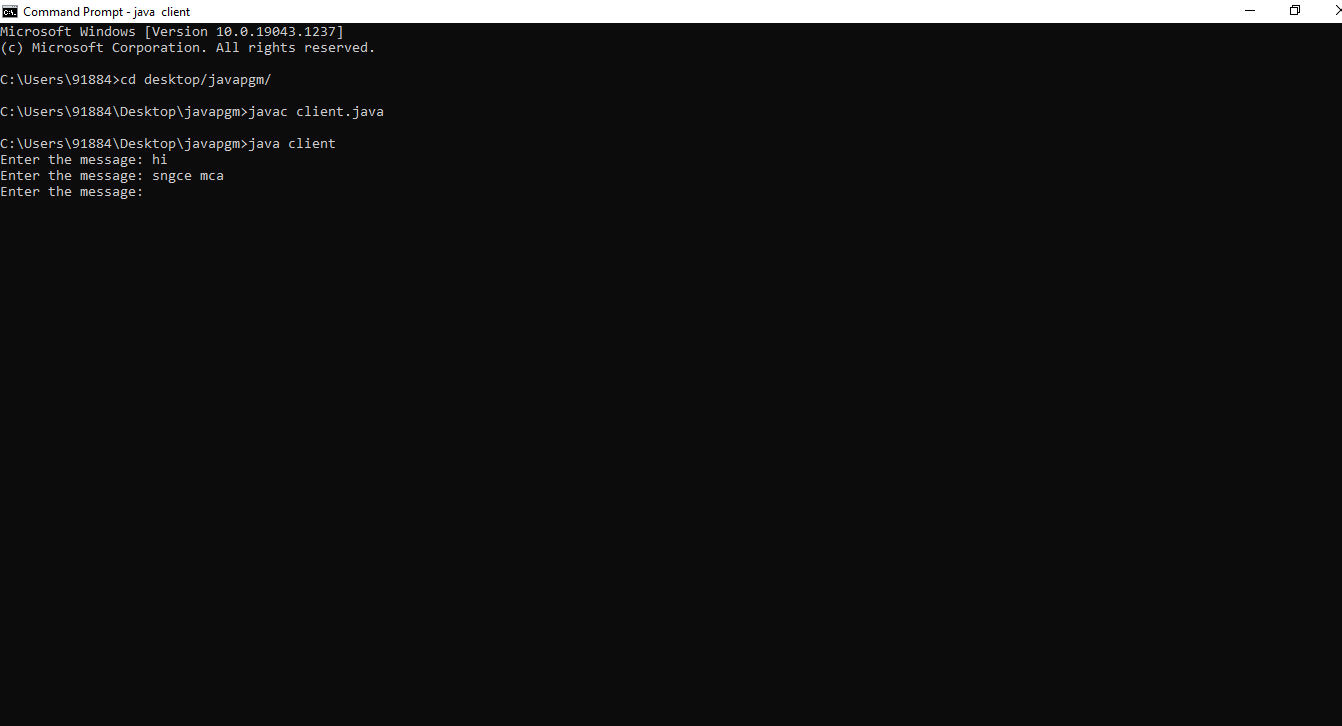 Command Prompt - java  client
Microsoft Windows [Version 10.0.19043.1237]
(c) Microsoft Corporation. All rights reserved.
C:\Users\91884>cd desktop/javapgm/
C:\Users\91884\Desktop\javapgm>javac client.java
C:\Users\91884\Desktop\javapgm>java client
Enter the message: hi
Enter the message: sngce mca
Enter the message: